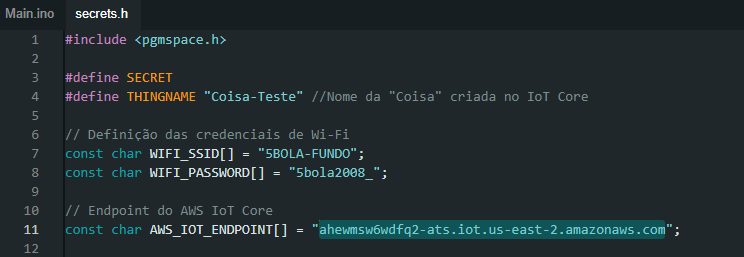 Main.ino secrets.h
1 #include <pgmspace.h>
2
3 #define SECRET
4 #define THINGNAME "Coisa-Teste" //Nome da "Coisa" criada no IoT Core
5
6 // Definição das credenciais de Wi-Fi
7 const char WIFI_SSID[] = "5BOLA-FUNDO";
8 const char WIFI_PASSWORD[] = "5bola2008_";
9
10 // Endpoint do AWS IoT Core
11 const char AWS_IOT_ENDPOINT[] = "ahewmsw6wdfq2-ats.iot.us-east-2.amazonaws.com";
12